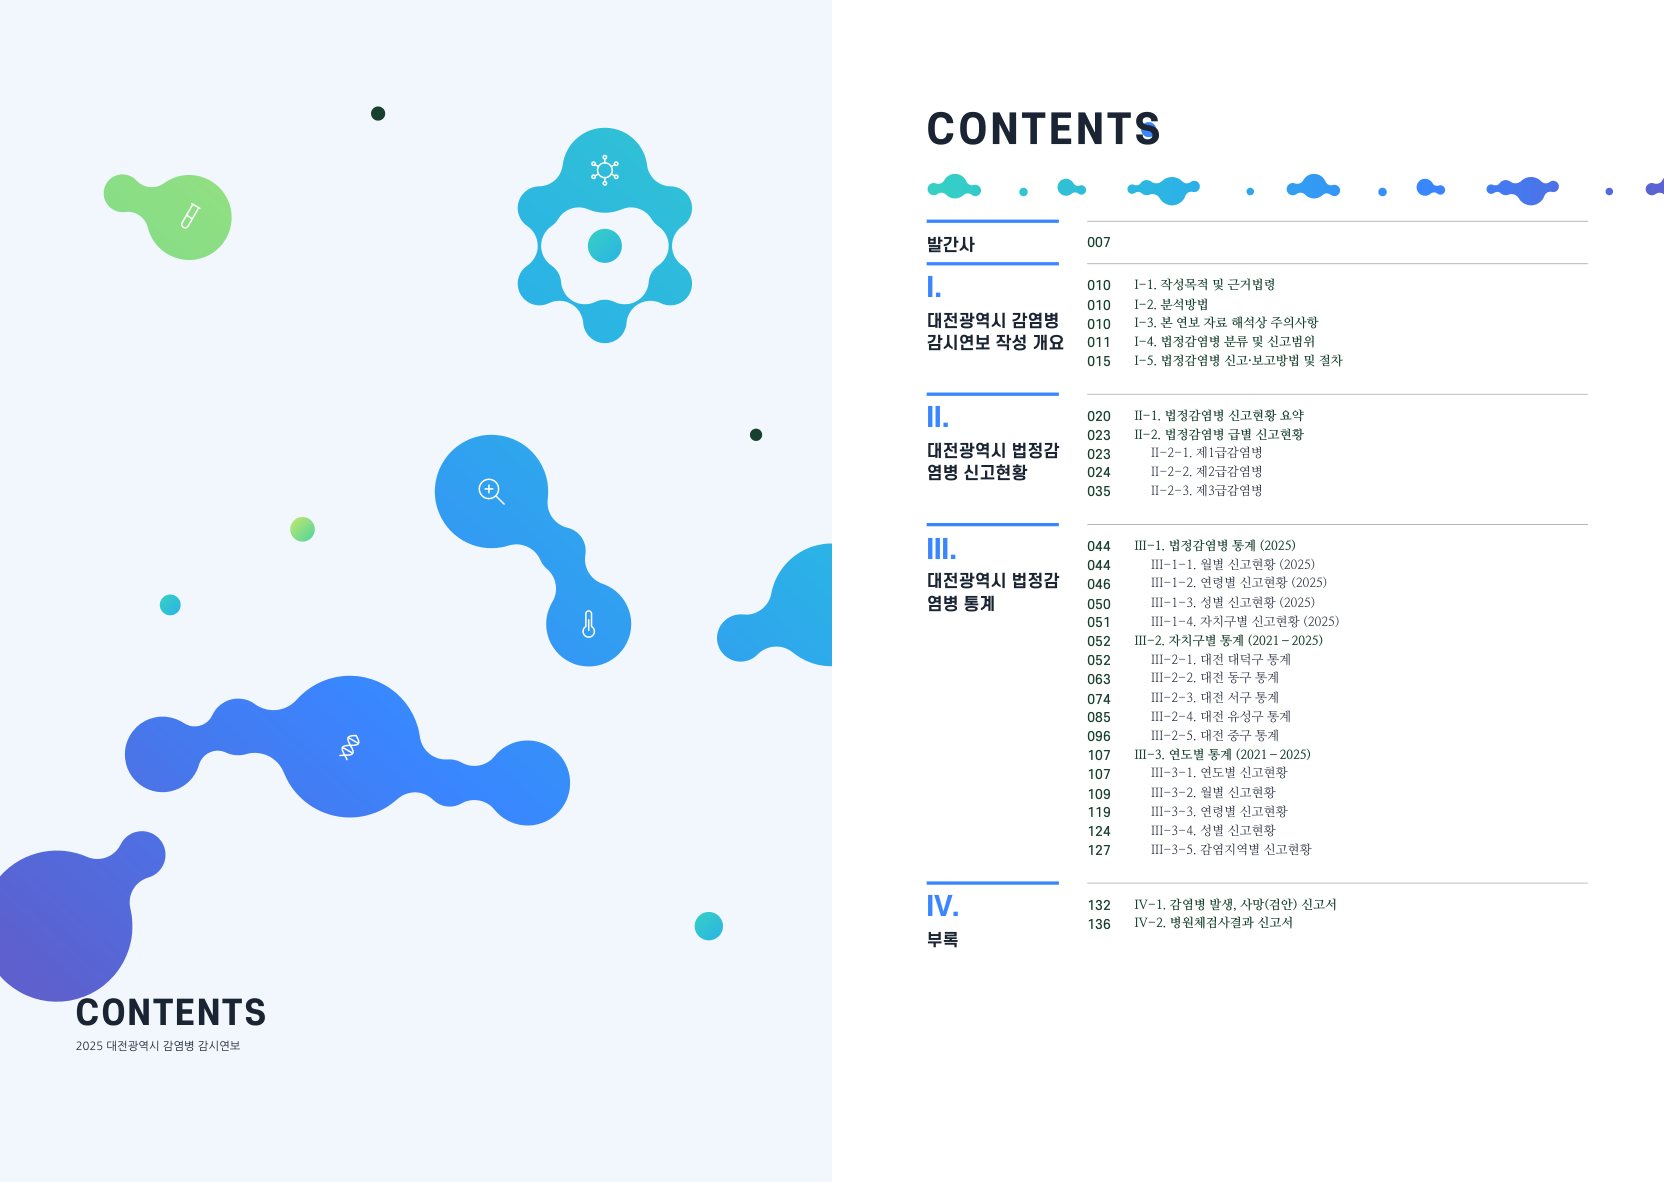 CONTENTS
2025 대전광역시 감염병 감시연보
CONTENTS
발간사
007
I.
대전광역시 감염병
감시연보 작성 개요
010 I-1. 작성목적 및 근거법령
010 I-2. 분석방법
010 I-3. 본 연보 자료 해석상 주의사항
011 I-4. 법정감염병 분류 및 신고범위
015 I-5. 법정감염병 신고·보고방법 및 절차
II.
대전광역시 법정감
염병 신고현황
020 II-1. 법정감염병 신고현황 요약
023 II-2. 법정감염병 급별 신고현황
023 II-2-1. 제1급감염병
024 II-2-2. 제2급감염병
035 II-2-3. 제3급감염병
III.
대전광역시 법정감
염병 통계
044 III-1. 법정감염병 통계 (2025)
044 III-1-1. 월별 신고현황 (2025)
046 III-1-2. 연령별 신고현황 (2025)
050 III-1-3. 성별 신고현황 (2025)
051 III-1-4. 자치구별 신고현황 (2025)
052 III-2. 자치구별 통계 (2021 – 2025)
052 III-2-1. 대전 대덕구 통계
063 III-2-2. 대전 동구 통계
074 III-2-3. 대전 서구 통계
085 III-2-4. 대전 유성구 통계
096 III-2-5. 대전 중구 통계
107 III-3. 연도별 통계 (2021 – 2025)
107 III-3-1. 연도별 신고현황
109 III-3-2. 월별 신고현황
119 III-3-3. 연령별 신고현황
124 III-3-4. 성별 신고현황
127 III-3-5. 감염지역별 신고현황
IV.
부록
132 IV-1. 감염병 발생, 사망(검안) 신고서
136 IV-2. 병원체검사결과 신고서